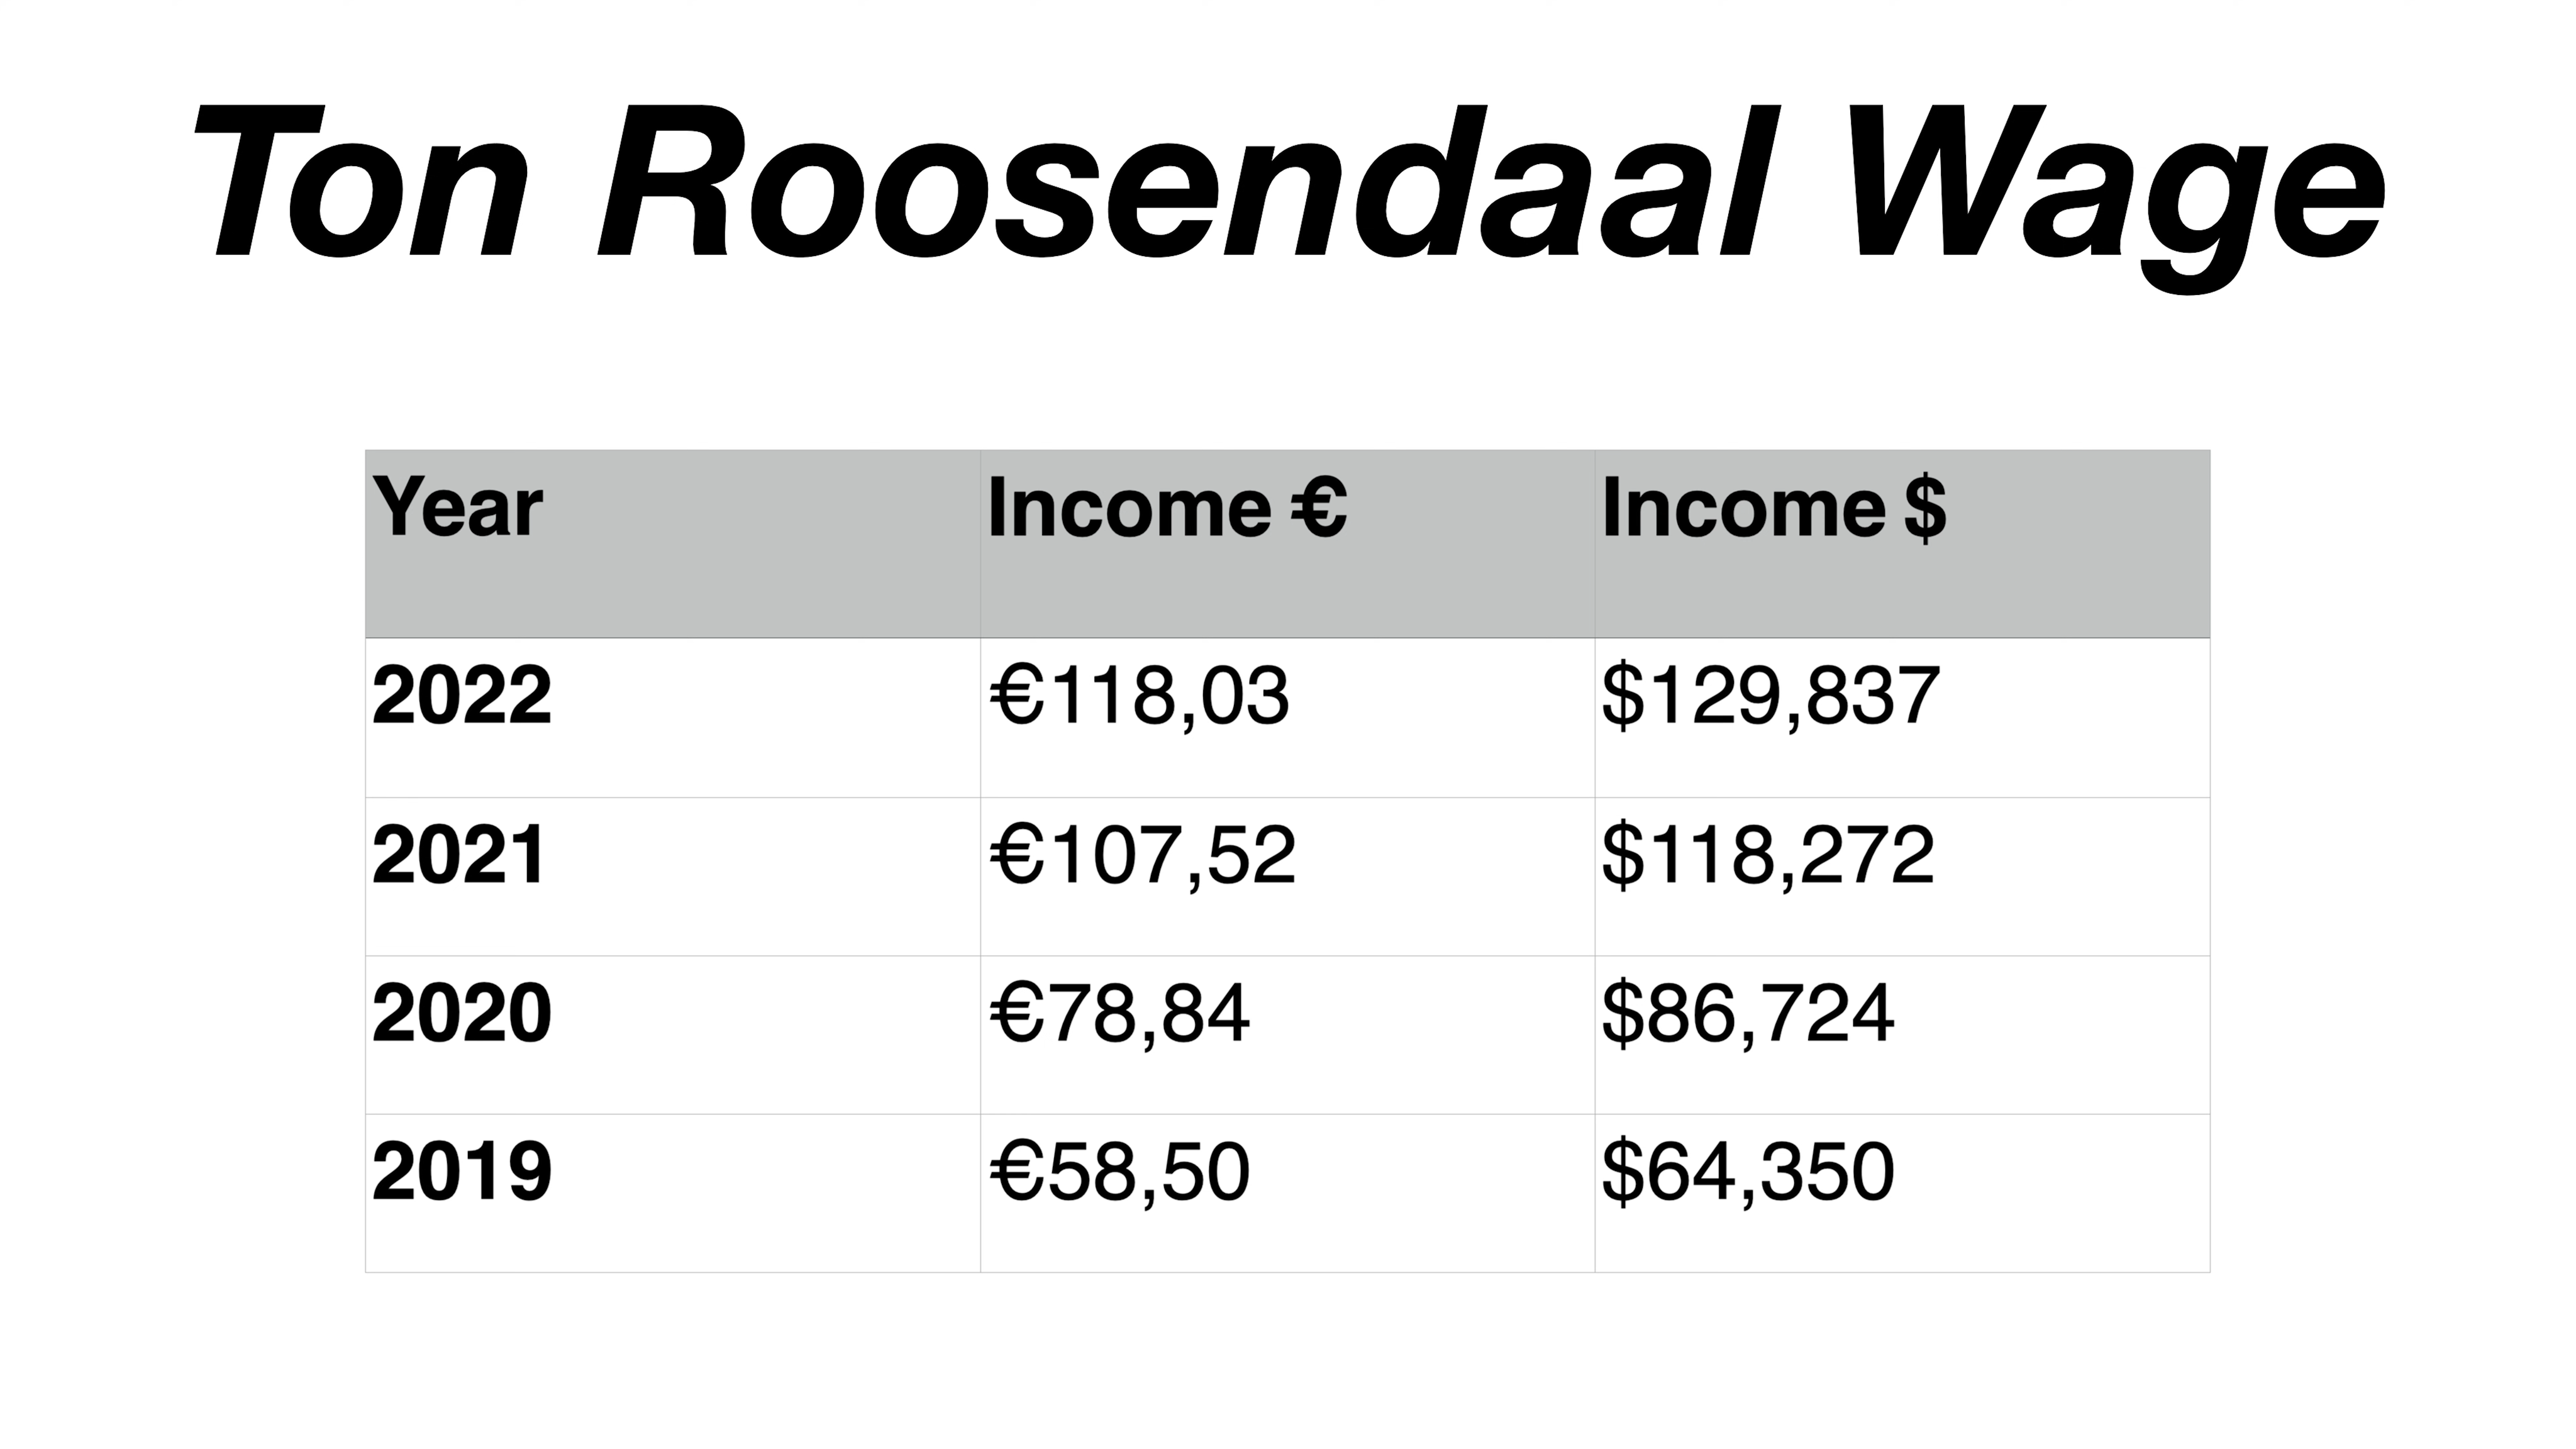 Ton Roosendaal Wage
Year Income € Income $
2022 €118,03 $129,837
2021 €107,52 $118,272
2020 €78,84 $86,724
2019 €58,50 $64,350